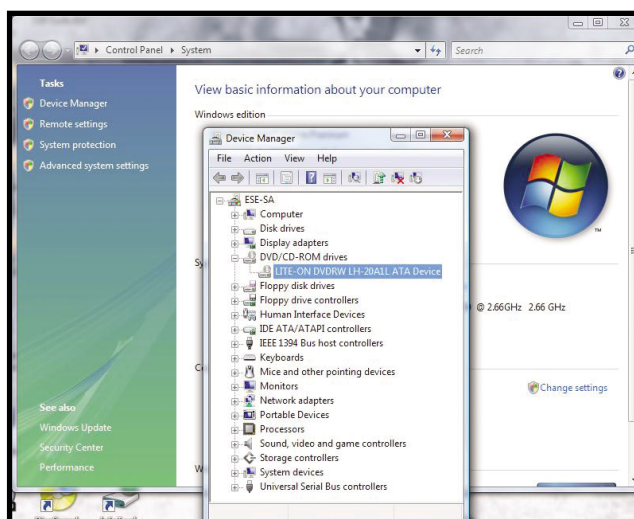 Control Panel
System
Search
Tasks
Device Manager
Remote settings
System protection
Advanced system settings
View basic information about your computer
Windows edition
Device Manager
File Action View Help
ESE-SA
Computer
Disk drives
Display adapters
DVD/CD-ROM drives
LITE-ON DVDRW LH-20A1L ATA Device
Floppy disk drives
Floppy drive controllers
Human Interface Devices
IDE ATA/ATAPI controllers
IEEE 1394 Bus host controllers
Keyboards
Mice and other pointing devices
Monitors
Network adapters
Portable Devices
Processors
Sound, video and game controllers
Storage controllers
System devices
Universal Serial Bus controllers
@ 2.66GHz 2.66 GHz
Change settings
See also
Windows Update
Security Center
Performance